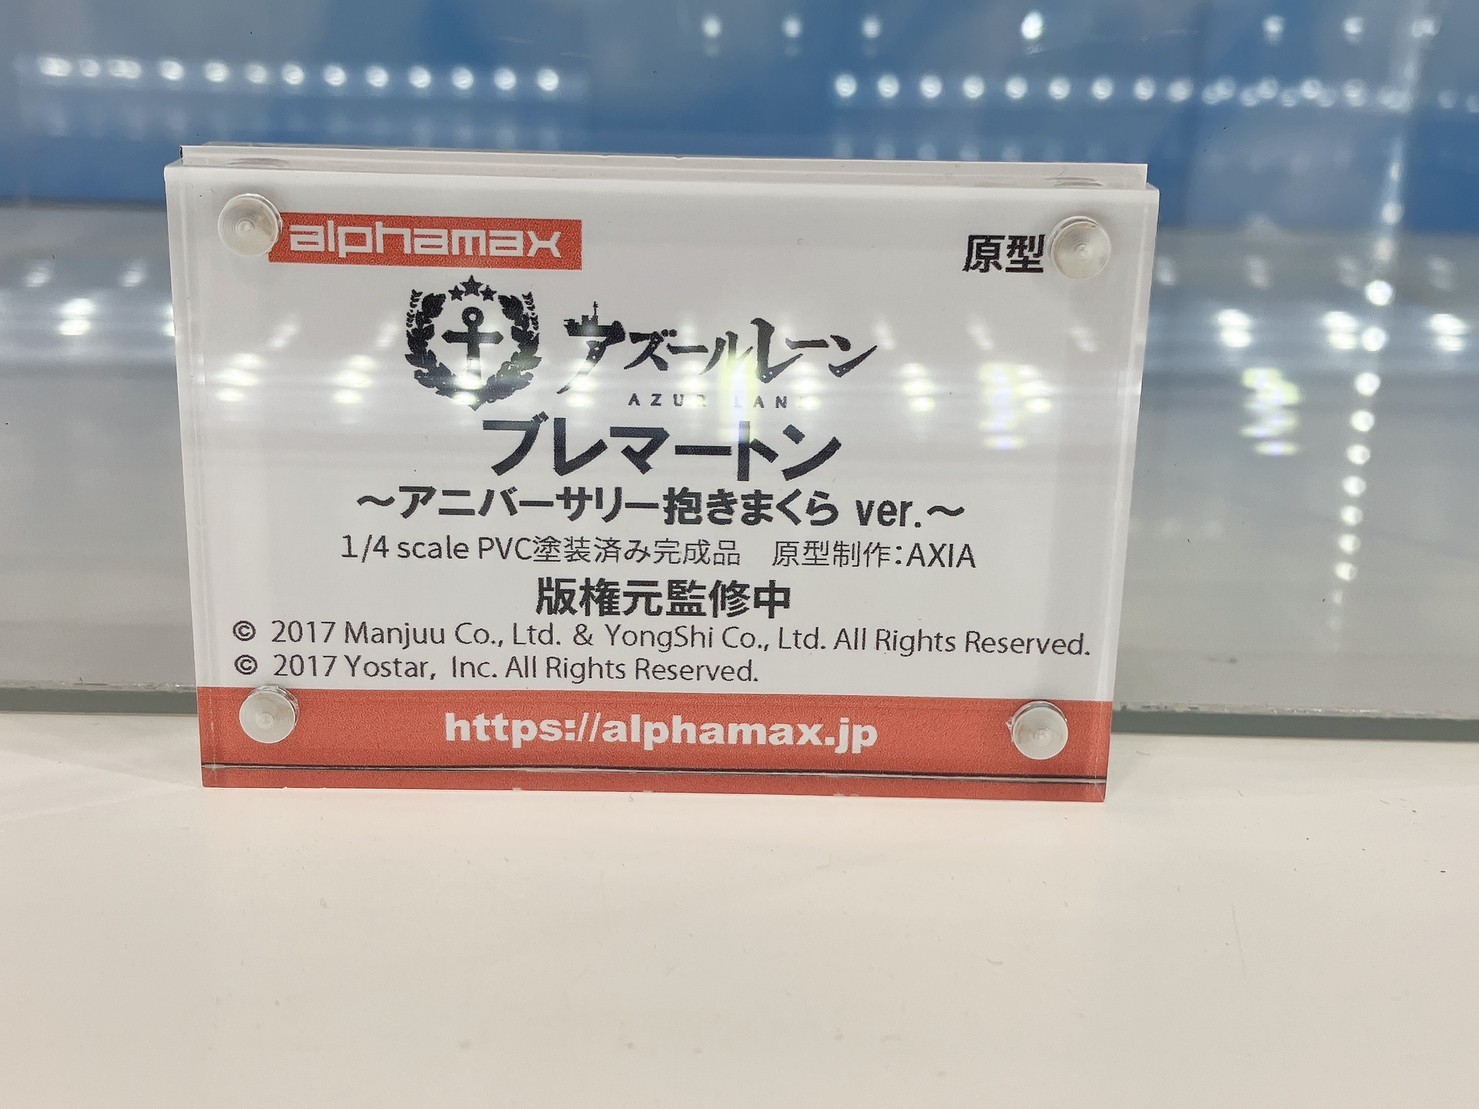 alphamax
原型
アズールレーン
AZUR LANE
ブレマートン
～アニバーサリー抱きまくら ver.～
1/4 scale PVC塗装済み完成品　原型制作：AXIA
版権元監修中
© 2017 Manjuu Co., Ltd. & YongShi Co., Ltd. All Rights Reserved.
© 2017 Yostar, Inc. All Rights Reserved.
https://alphamax.jp